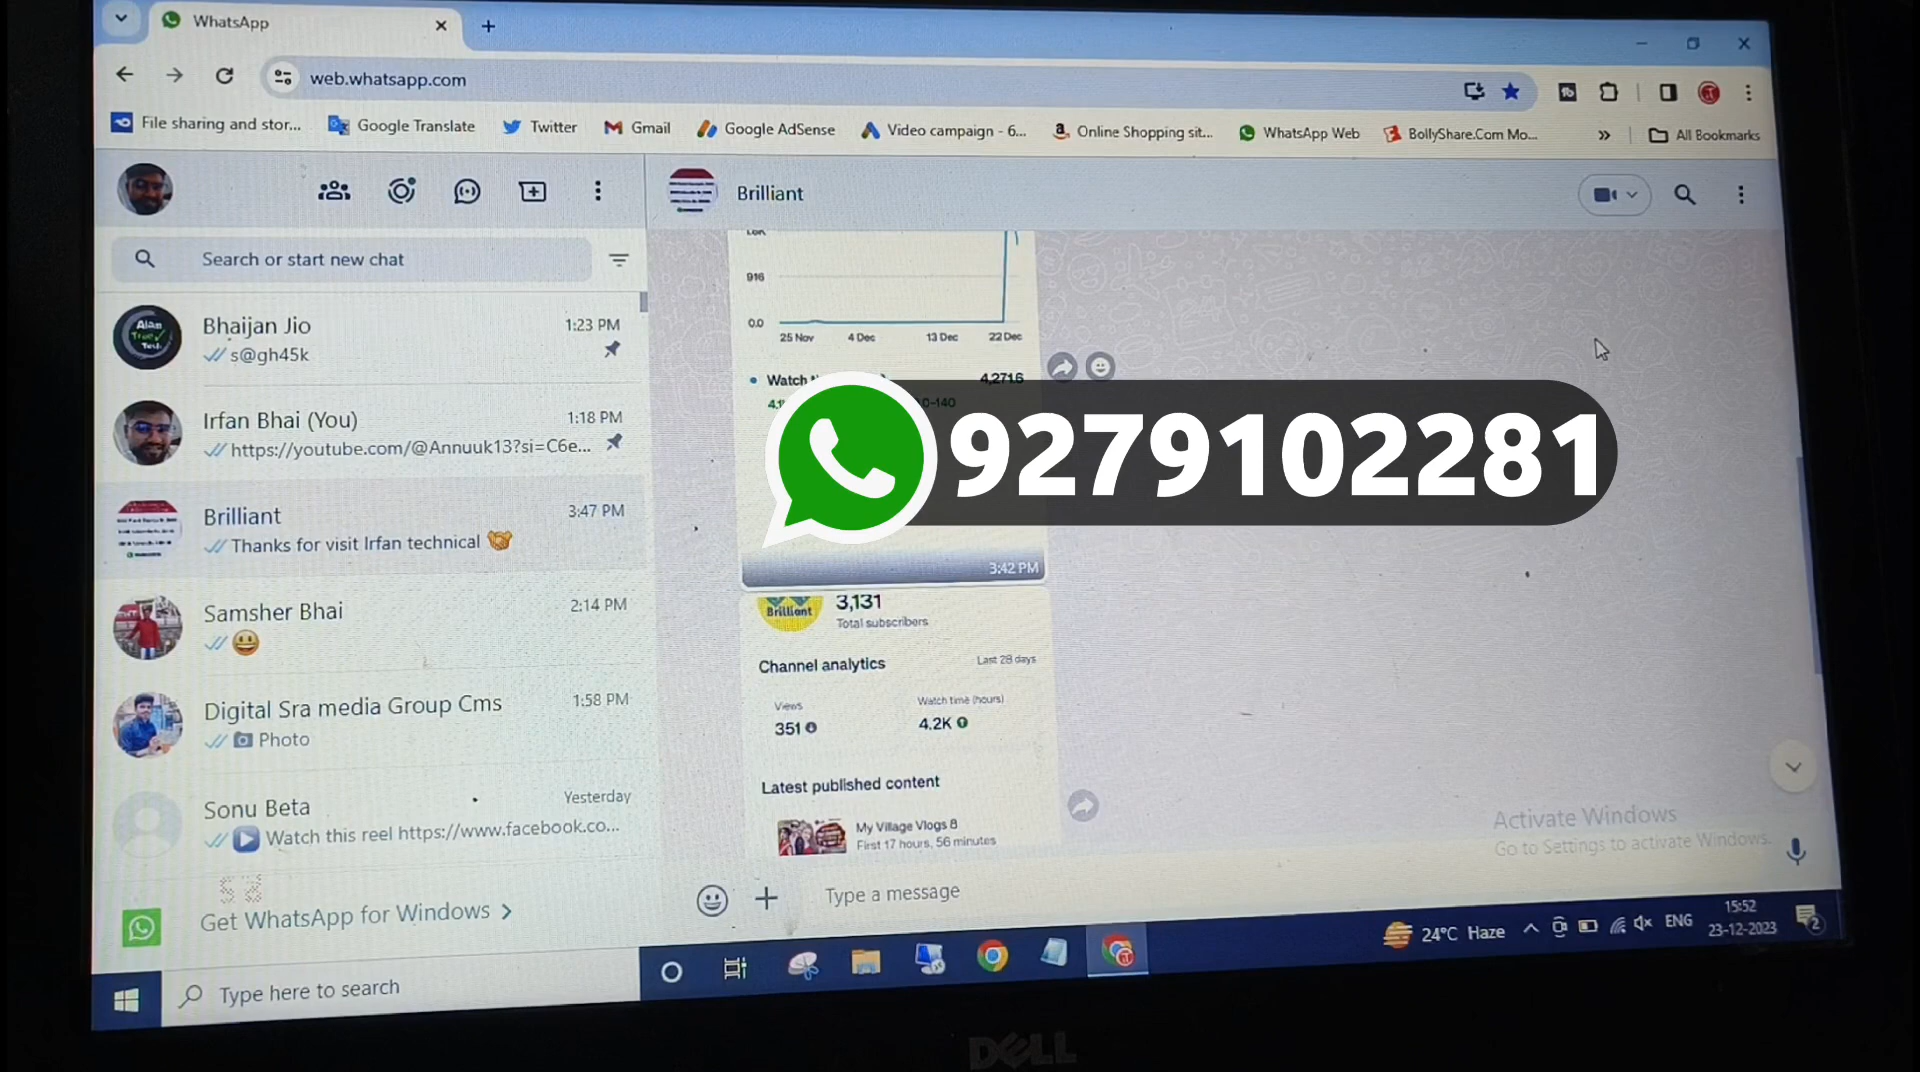 WhatsApp
web.whatsapp.com
File sharing and stor...
Google Translate
Twitter
Gmail
Google AdSense
Video campaign - 6...
Online Shopping sit...
WhatsApp Web
BollyShare.Com Mo...
All Bookmarks
Brilliant
Search or start new chat
Bhaijan Jio
1:23 PM
s@gh45k
Irfan Bhai (You)
1:18 PM
https://youtube.com/@Annuuk13?si=C6e...
Brilliant
3:47 PM
Thanks for visit Irfan technical
Samsher Bhai
2:14 PM
Digital Sra media Group Cms
1:58 PM
Photo
Sonu Beta
Yesterday
Watch this reel https://www.facebook.co...
Get WhatsApp for Windows
916
0.0
25 Nov
4 Dec
13 Dec
22 Dec
Watch
4,271.6
9279102281
3:42 PM
Brilliant
3,131
Total subscribers
Channel analytics
Last 28 days
Views
Watch time (hours)
351
4.2K
Latest published content
My Village Vlogs 8
First 17 hours, 56 minutes
Activate Windows
Go to Settings to activate Windows.
Type a message
Type here to search
24°C Haze
ENG
15:52
23-12-2023
2
DELL